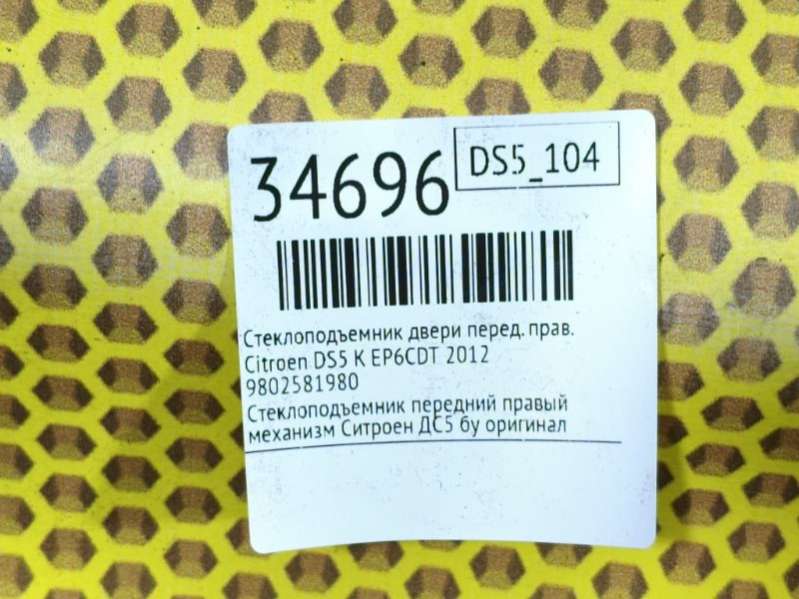 34696
DS5_104
Стеклоподъемник двери перед. прав.
Citroen DS5 K EP6CDT 2012
9802581980
Стеклоподъемник передний правый
механизм Ситроен ДС5 бу оригинал